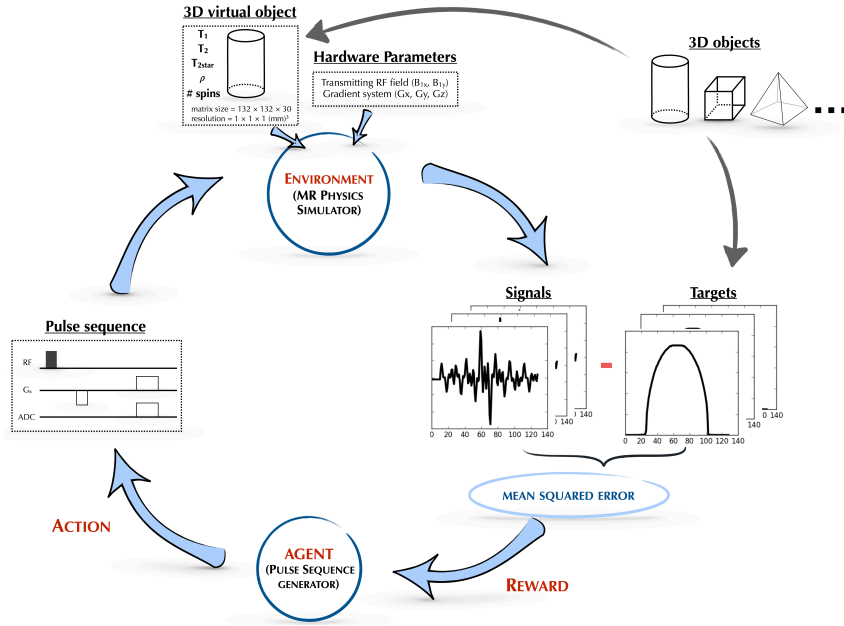 3D virtual object
T1
T2
T2star
ρ
# spins
matrix size = 132 × 132 × 30
resolution = 1 × 1 × 1 (mm)³
Hardware Parameters
Transmitting RF field (B1x, B1y)
Gradient system (Gx, Gy, Gz)
3D objects
ENVIRONMENT
(MR PHYSICS
SIMULATOR)
Pulse sequence
RF
Gx
ADC
Signals
0 140
0 140
0 20 40 60 80 100 120 140
Targets
140
140
0 20 40 60 80 100 120 140
MEAN SQUARED ERROR
ACTION
AGENT
(PULSE SEQUENCE
GENERATOR)
REWARD